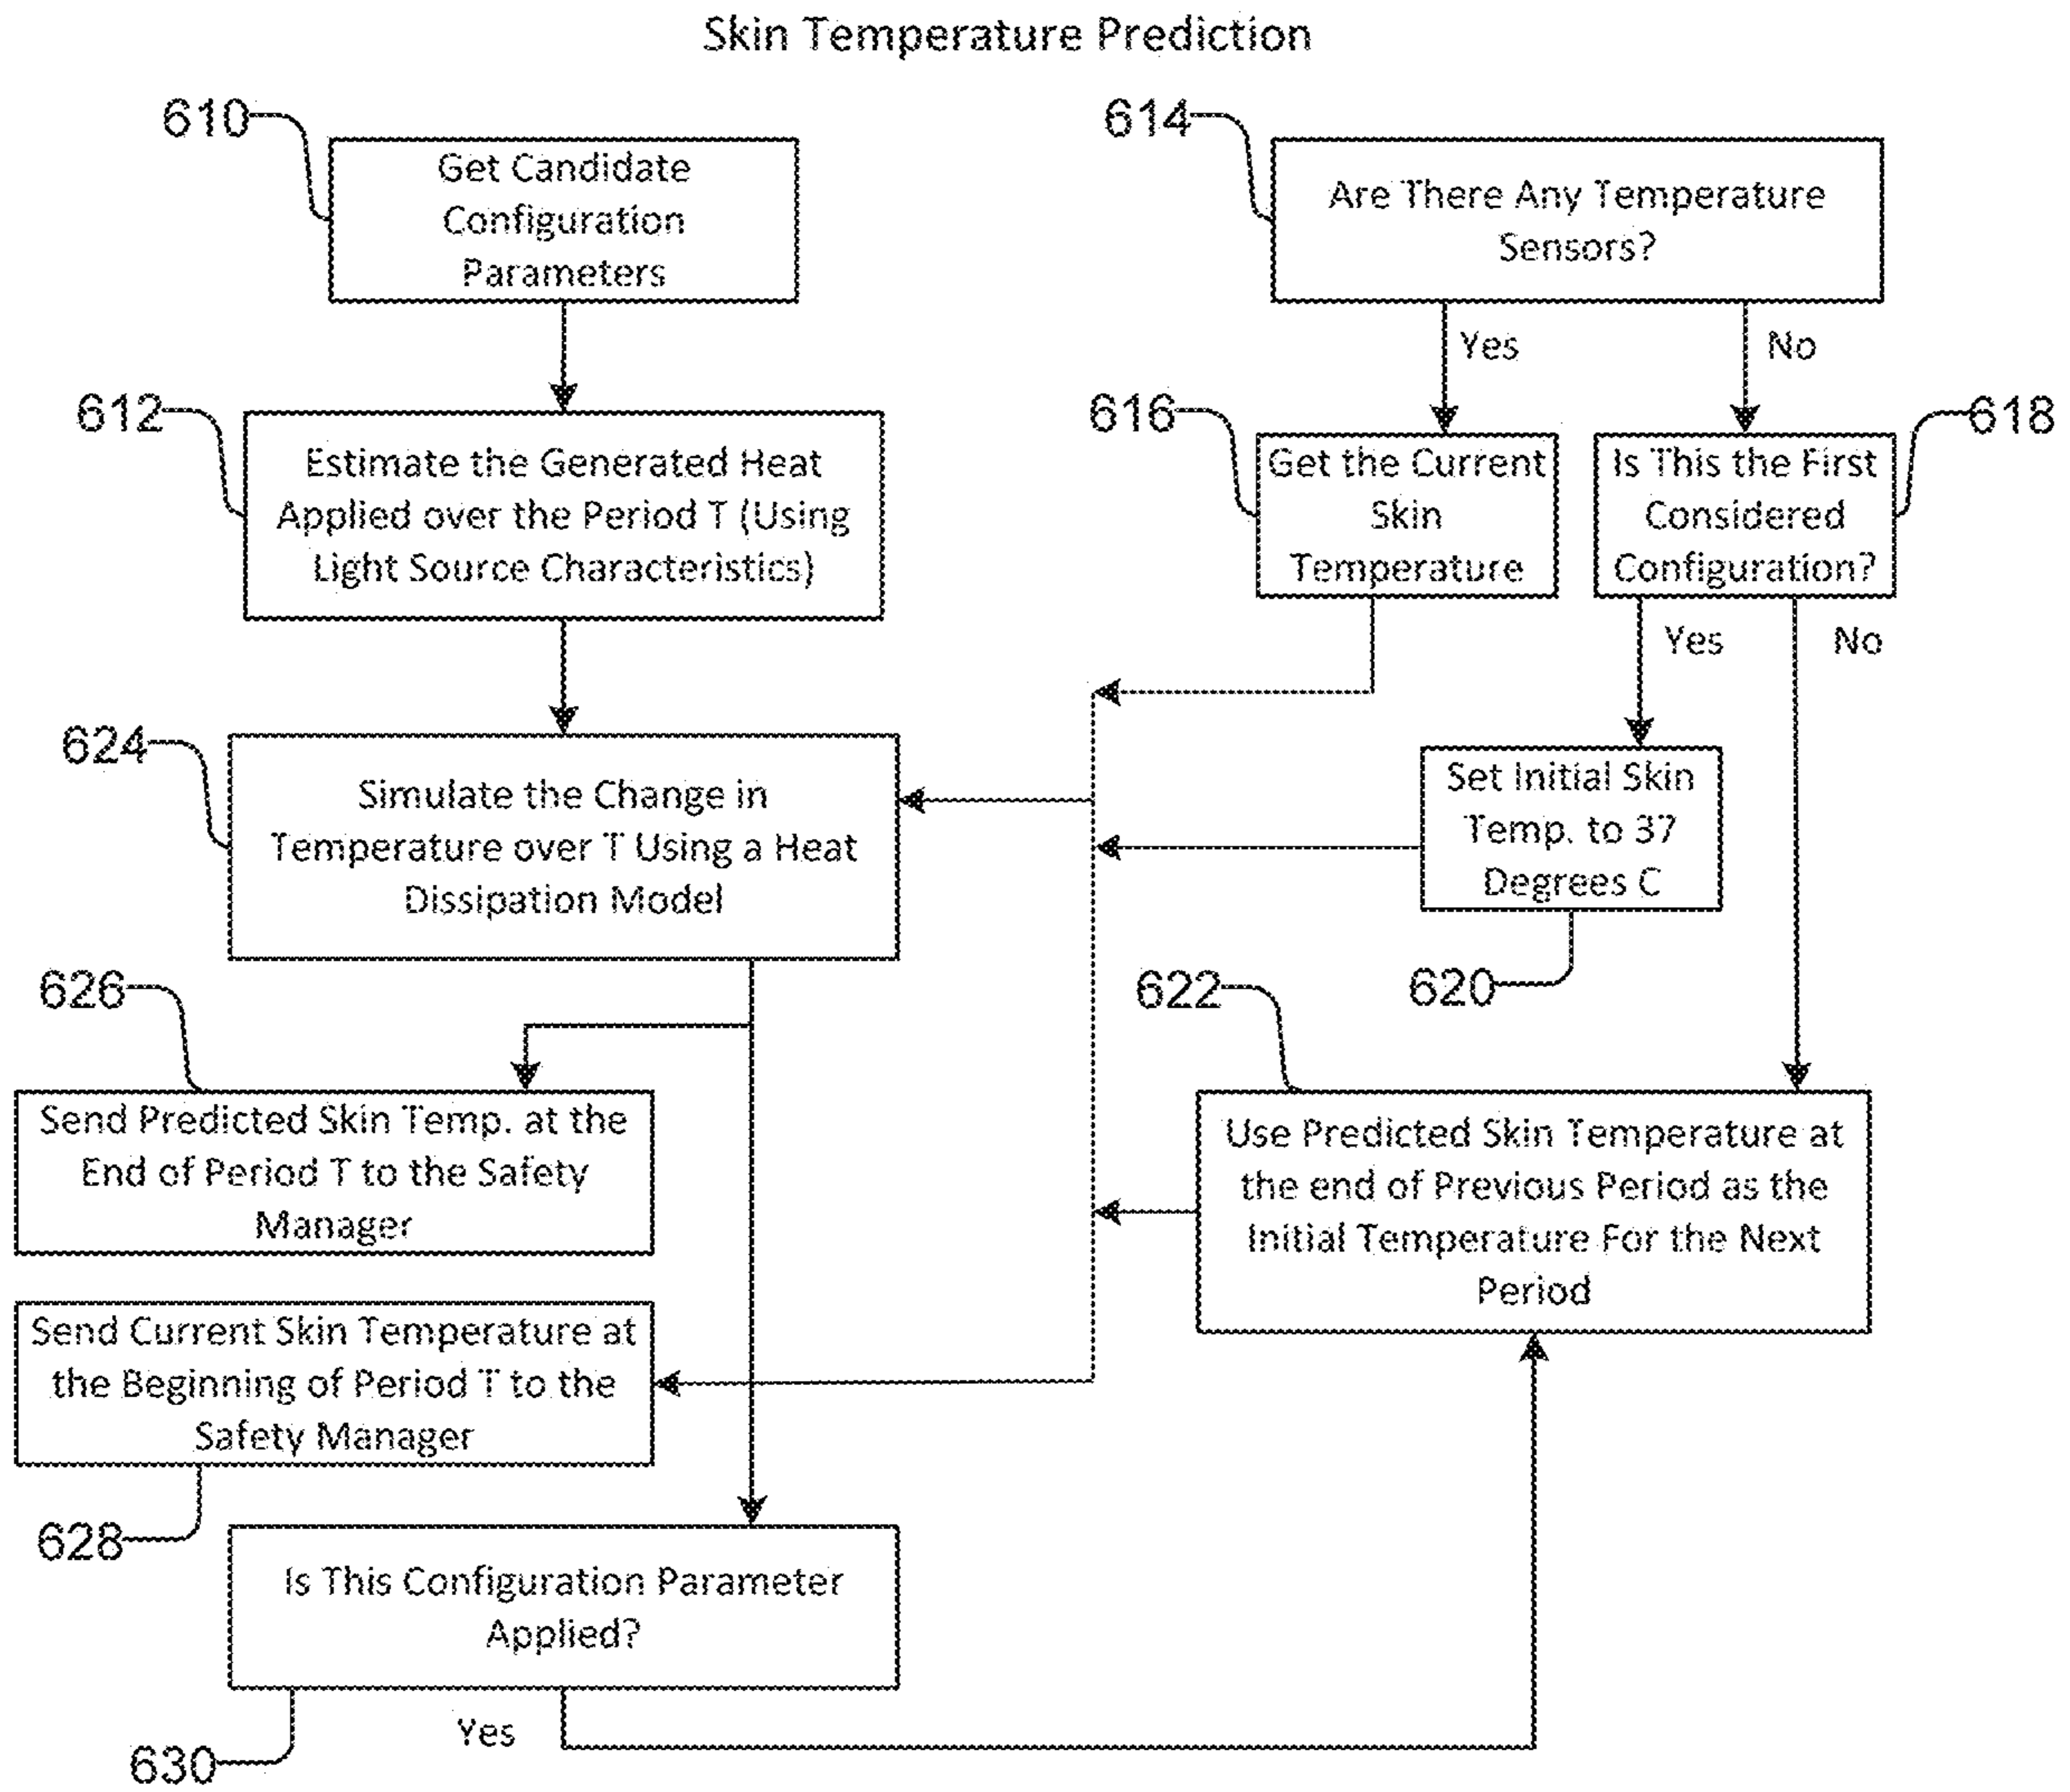 Skin Temperature Prediction
610
Get Candidate
Configuration
Parameters
614
Are There Any Temperature
Sensors?
Yes
No
612
Estimate the Generated Heat
Applied over the Period T (Using
Light Source Characteristics)
616
Get the Current
Skin
Temperature
618
Is This the First
Considered
Configuration?
Yes
No
624
Simulate the Change in
Temperature over T Using a Heat
Dissipation Model
Set Initial Skin
Temp. to 37
Degrees C
620
626
Send Predicted Skin Temp. at the
End of Period T to the Safety
Manager
622
Use Predicted Skin Temperature at
the end of Previous Period as the
Initial Temperature For the Next
Period
Send Current Skin Temperature at
the Beginning of Period T to the
Safety Manager
628
Is This Configuration Parameter
Applied?
Yes
630